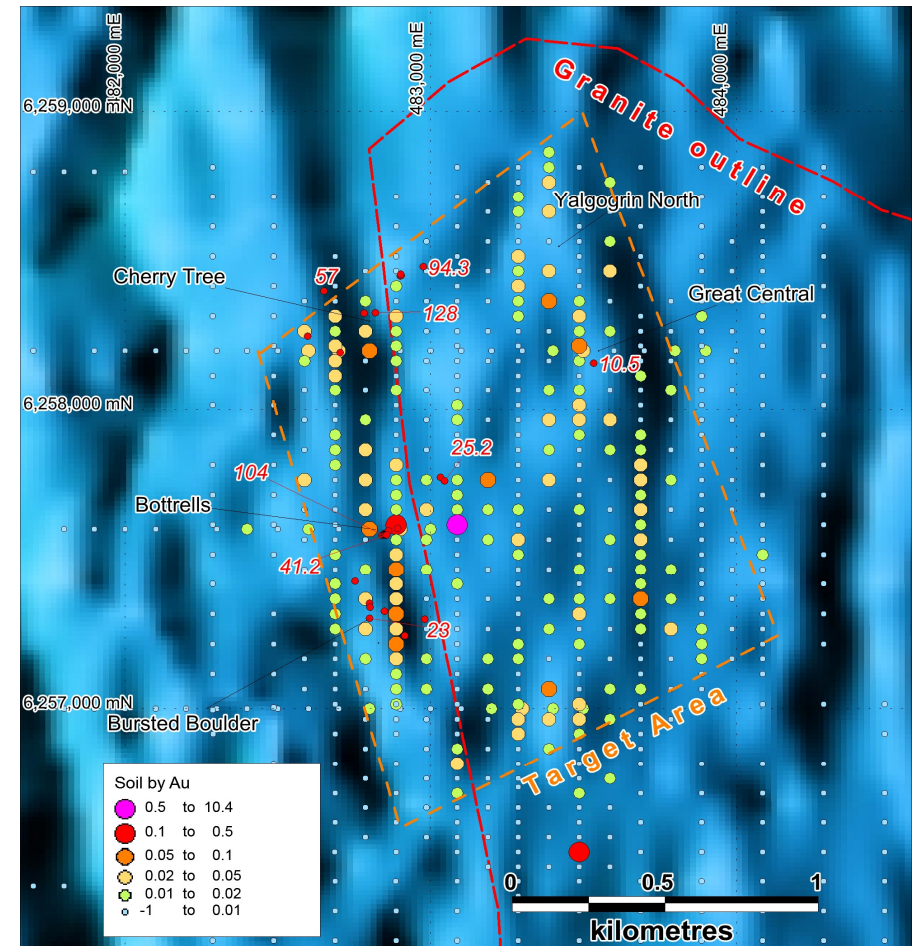 482,000 mE
483,000 mE
484,000 mE
Granite outline
6,259,000 mN
Yalgogrin North
Cherry Tree
57
94.3
Great Central
128
10.5
6,258,000 mN
25.2
104
Bottrells
41.2
23
6,257,000 mN
Bursted Boulder
Target Area
Soil by Au
0.5 to 10.4
0.1 to 0.5
0.05 to 0.1
0.02 to 0.05
0.01 to 0.02
-1 to 0.01
0 0.5 1
kilometres